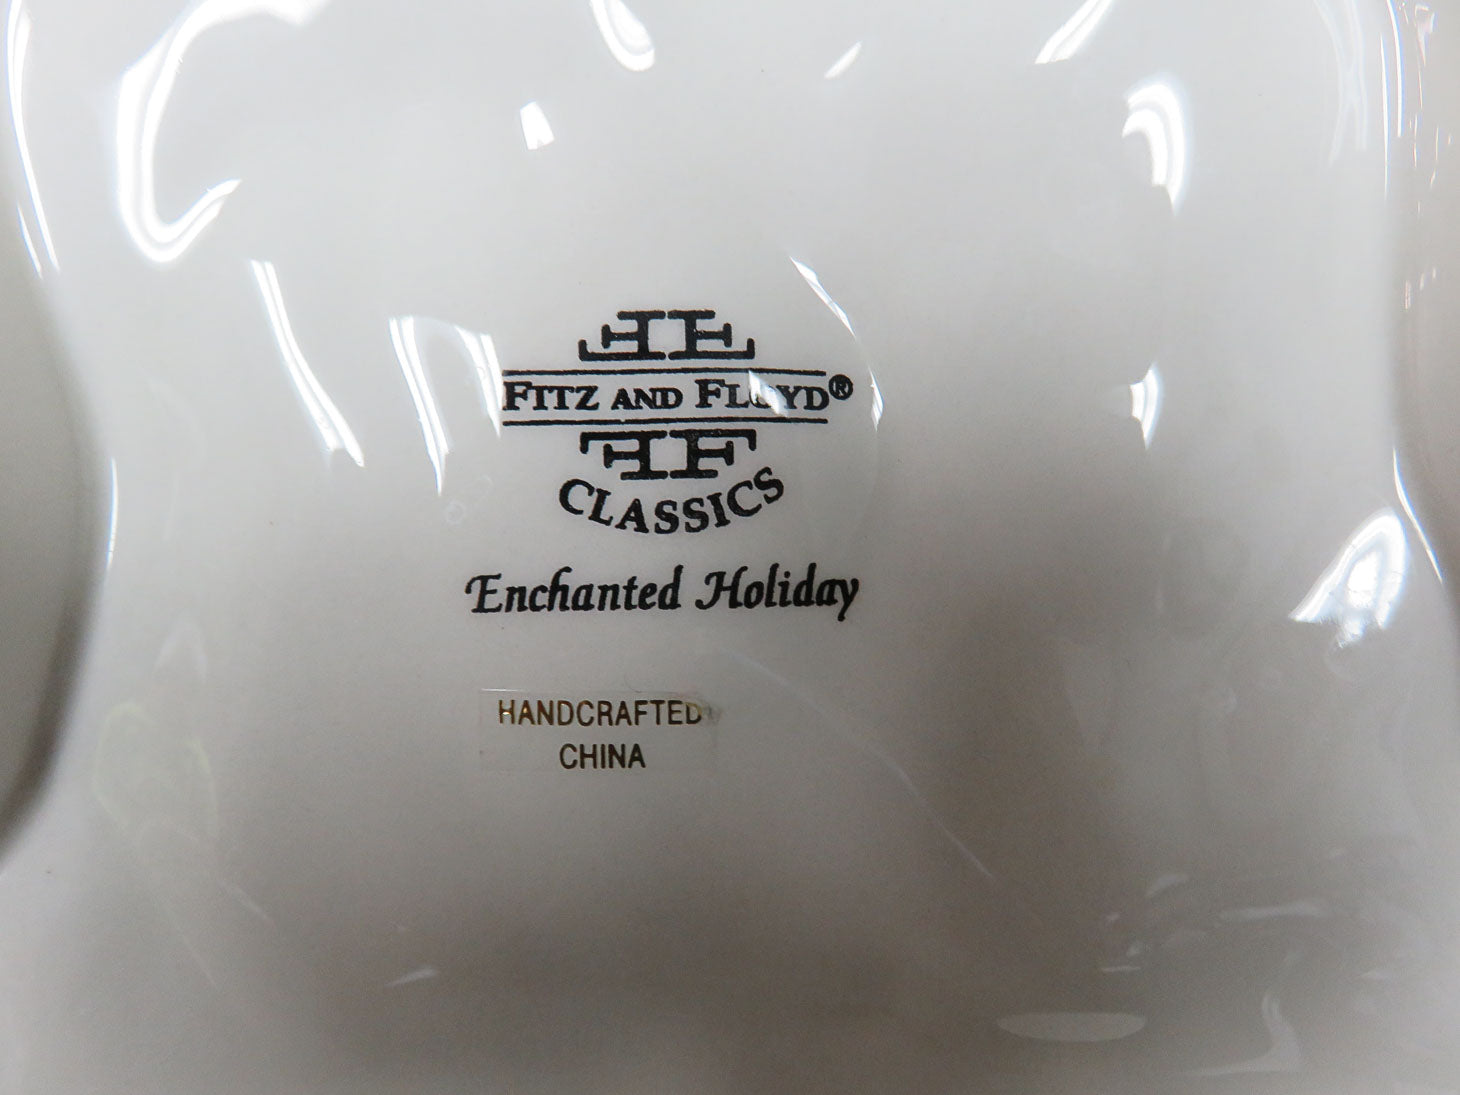 FITZ AND FLOYD®
CLASSICS
Enchanted Holiday
HANDCRAFTED
CHINA